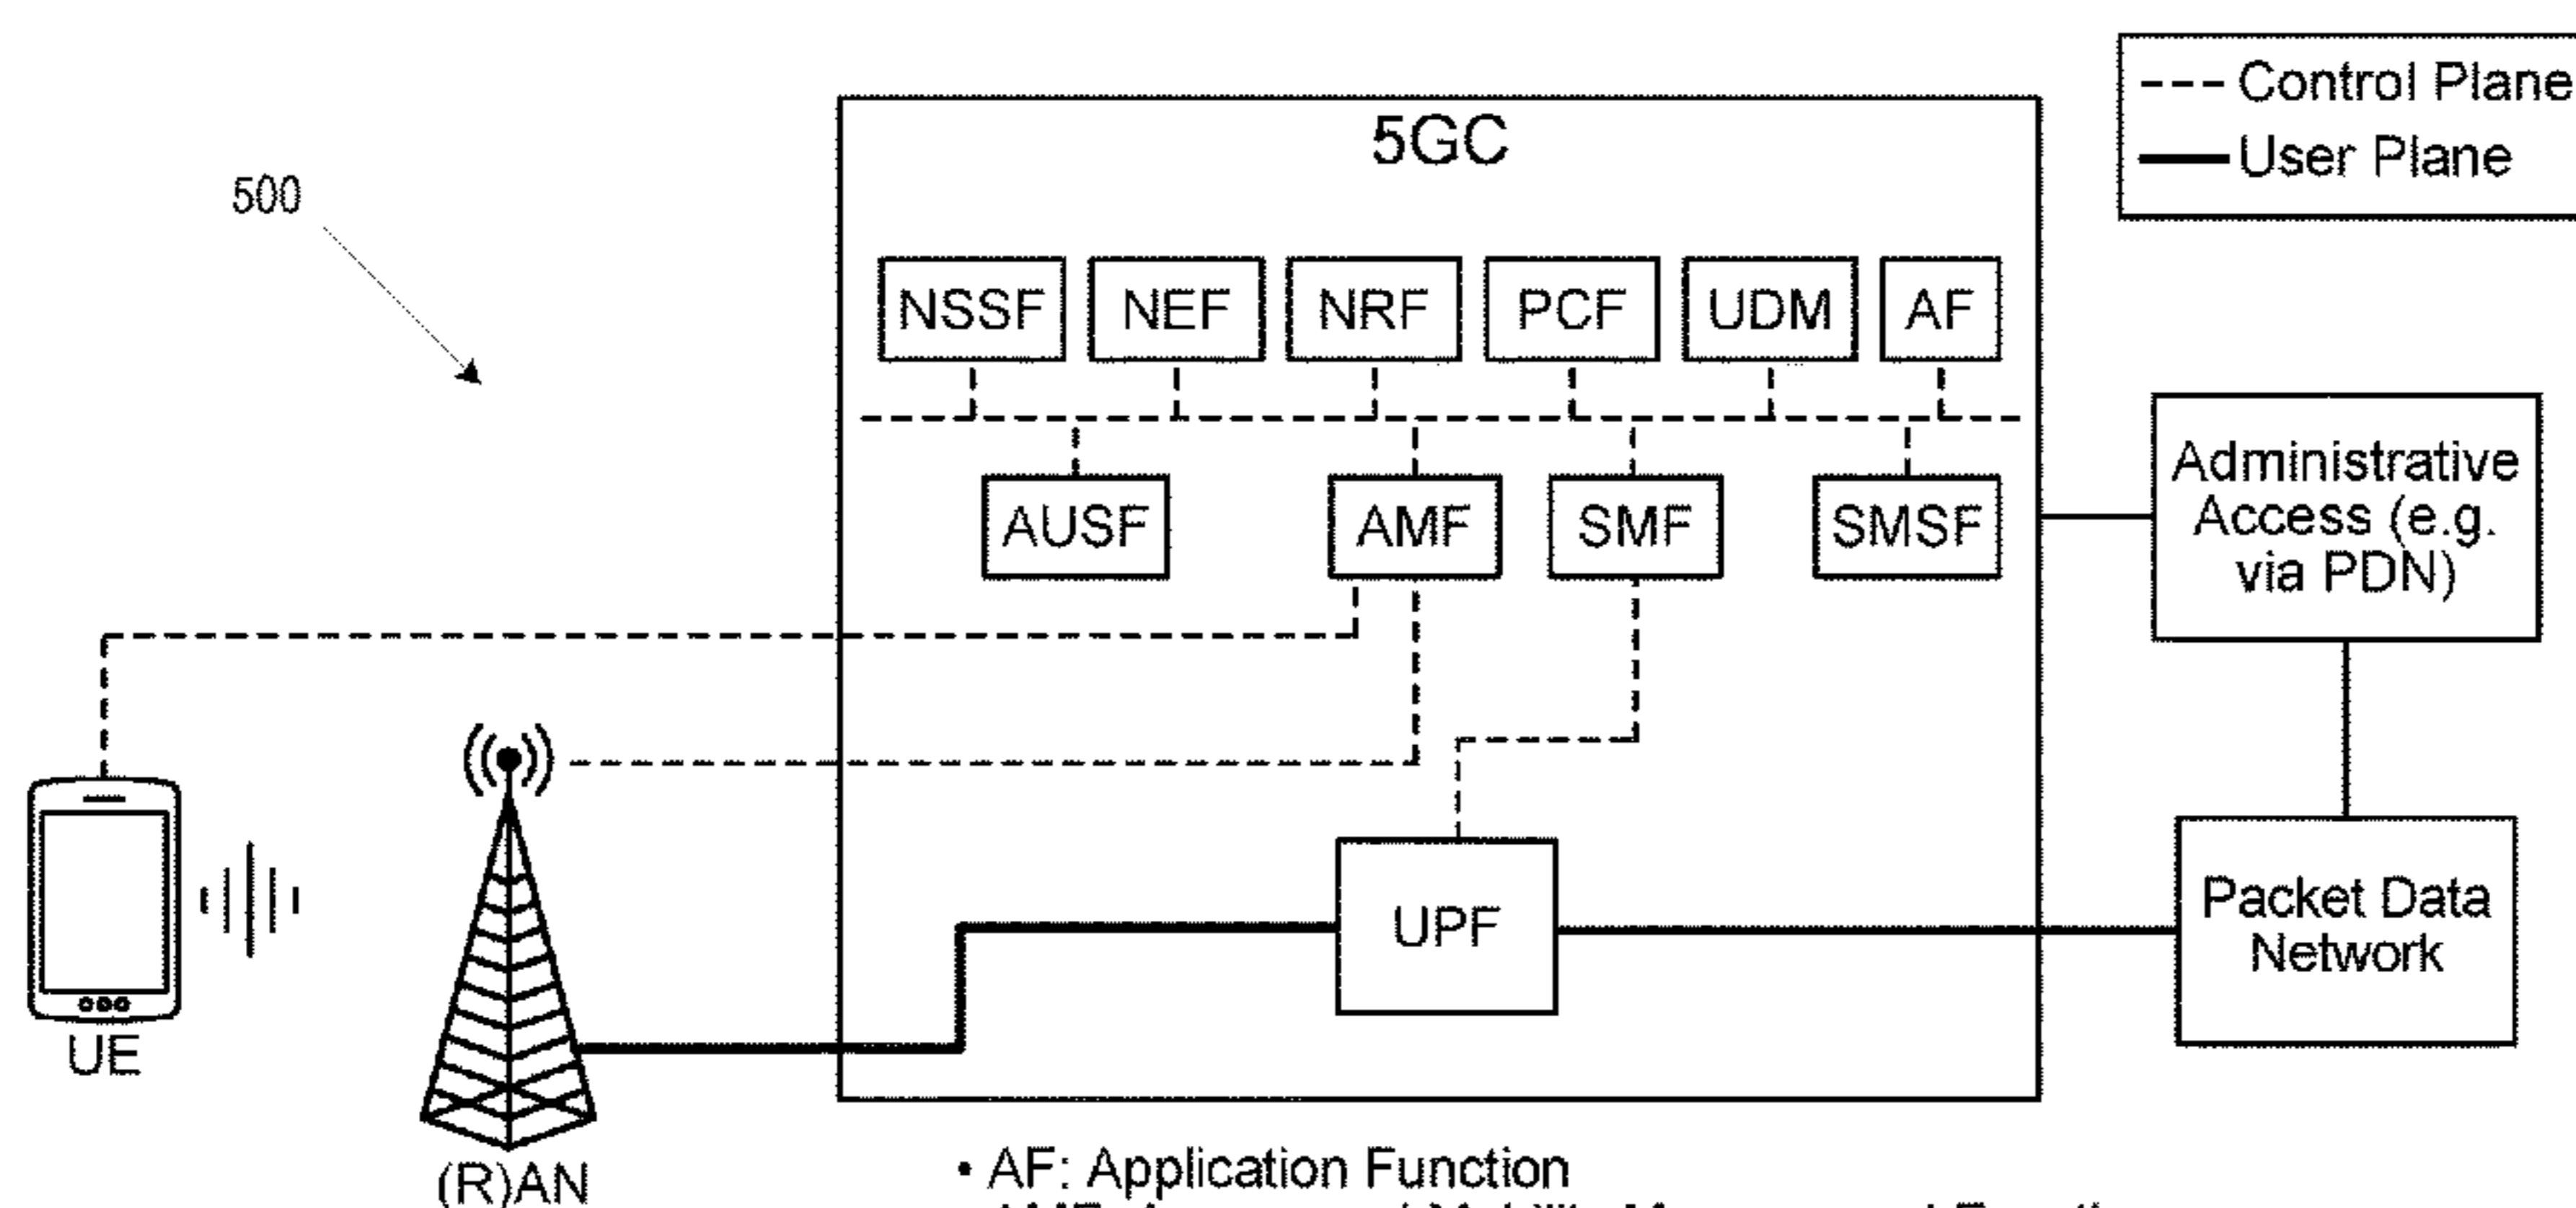 Control Plane
User Plane
5GC
500
NSSF
NEF
NRF
PCF
UDM
AF
AUSF
AMF
SMF
SMSF
Administrative
Access (e.g.
via PDN)
UPF
Packet Data
Network
UE
(R)AN
• AF: Application Function